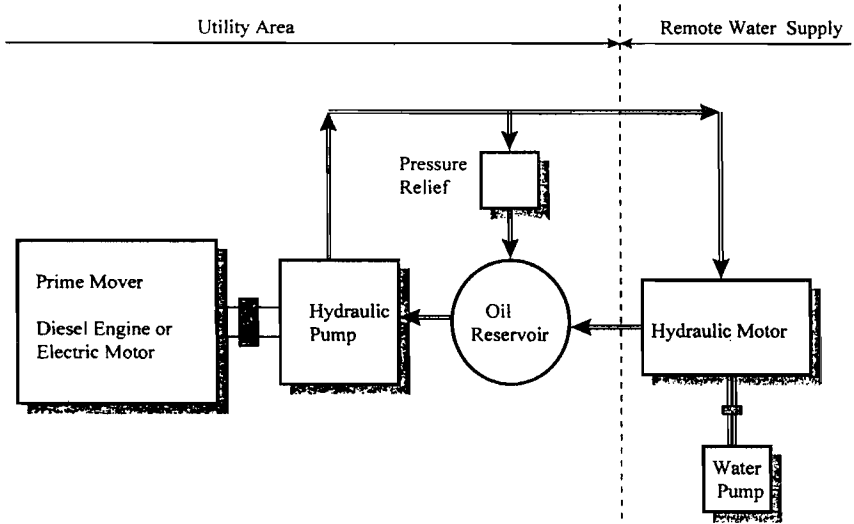 Utility Area
Remote Water Supply
Pressure
Relief
Prime Mover
Diesel Engine or
Electric Motor
Hydraulic
Pump
Oil
Reservoir
Hydraulic Motor
Water
Pump